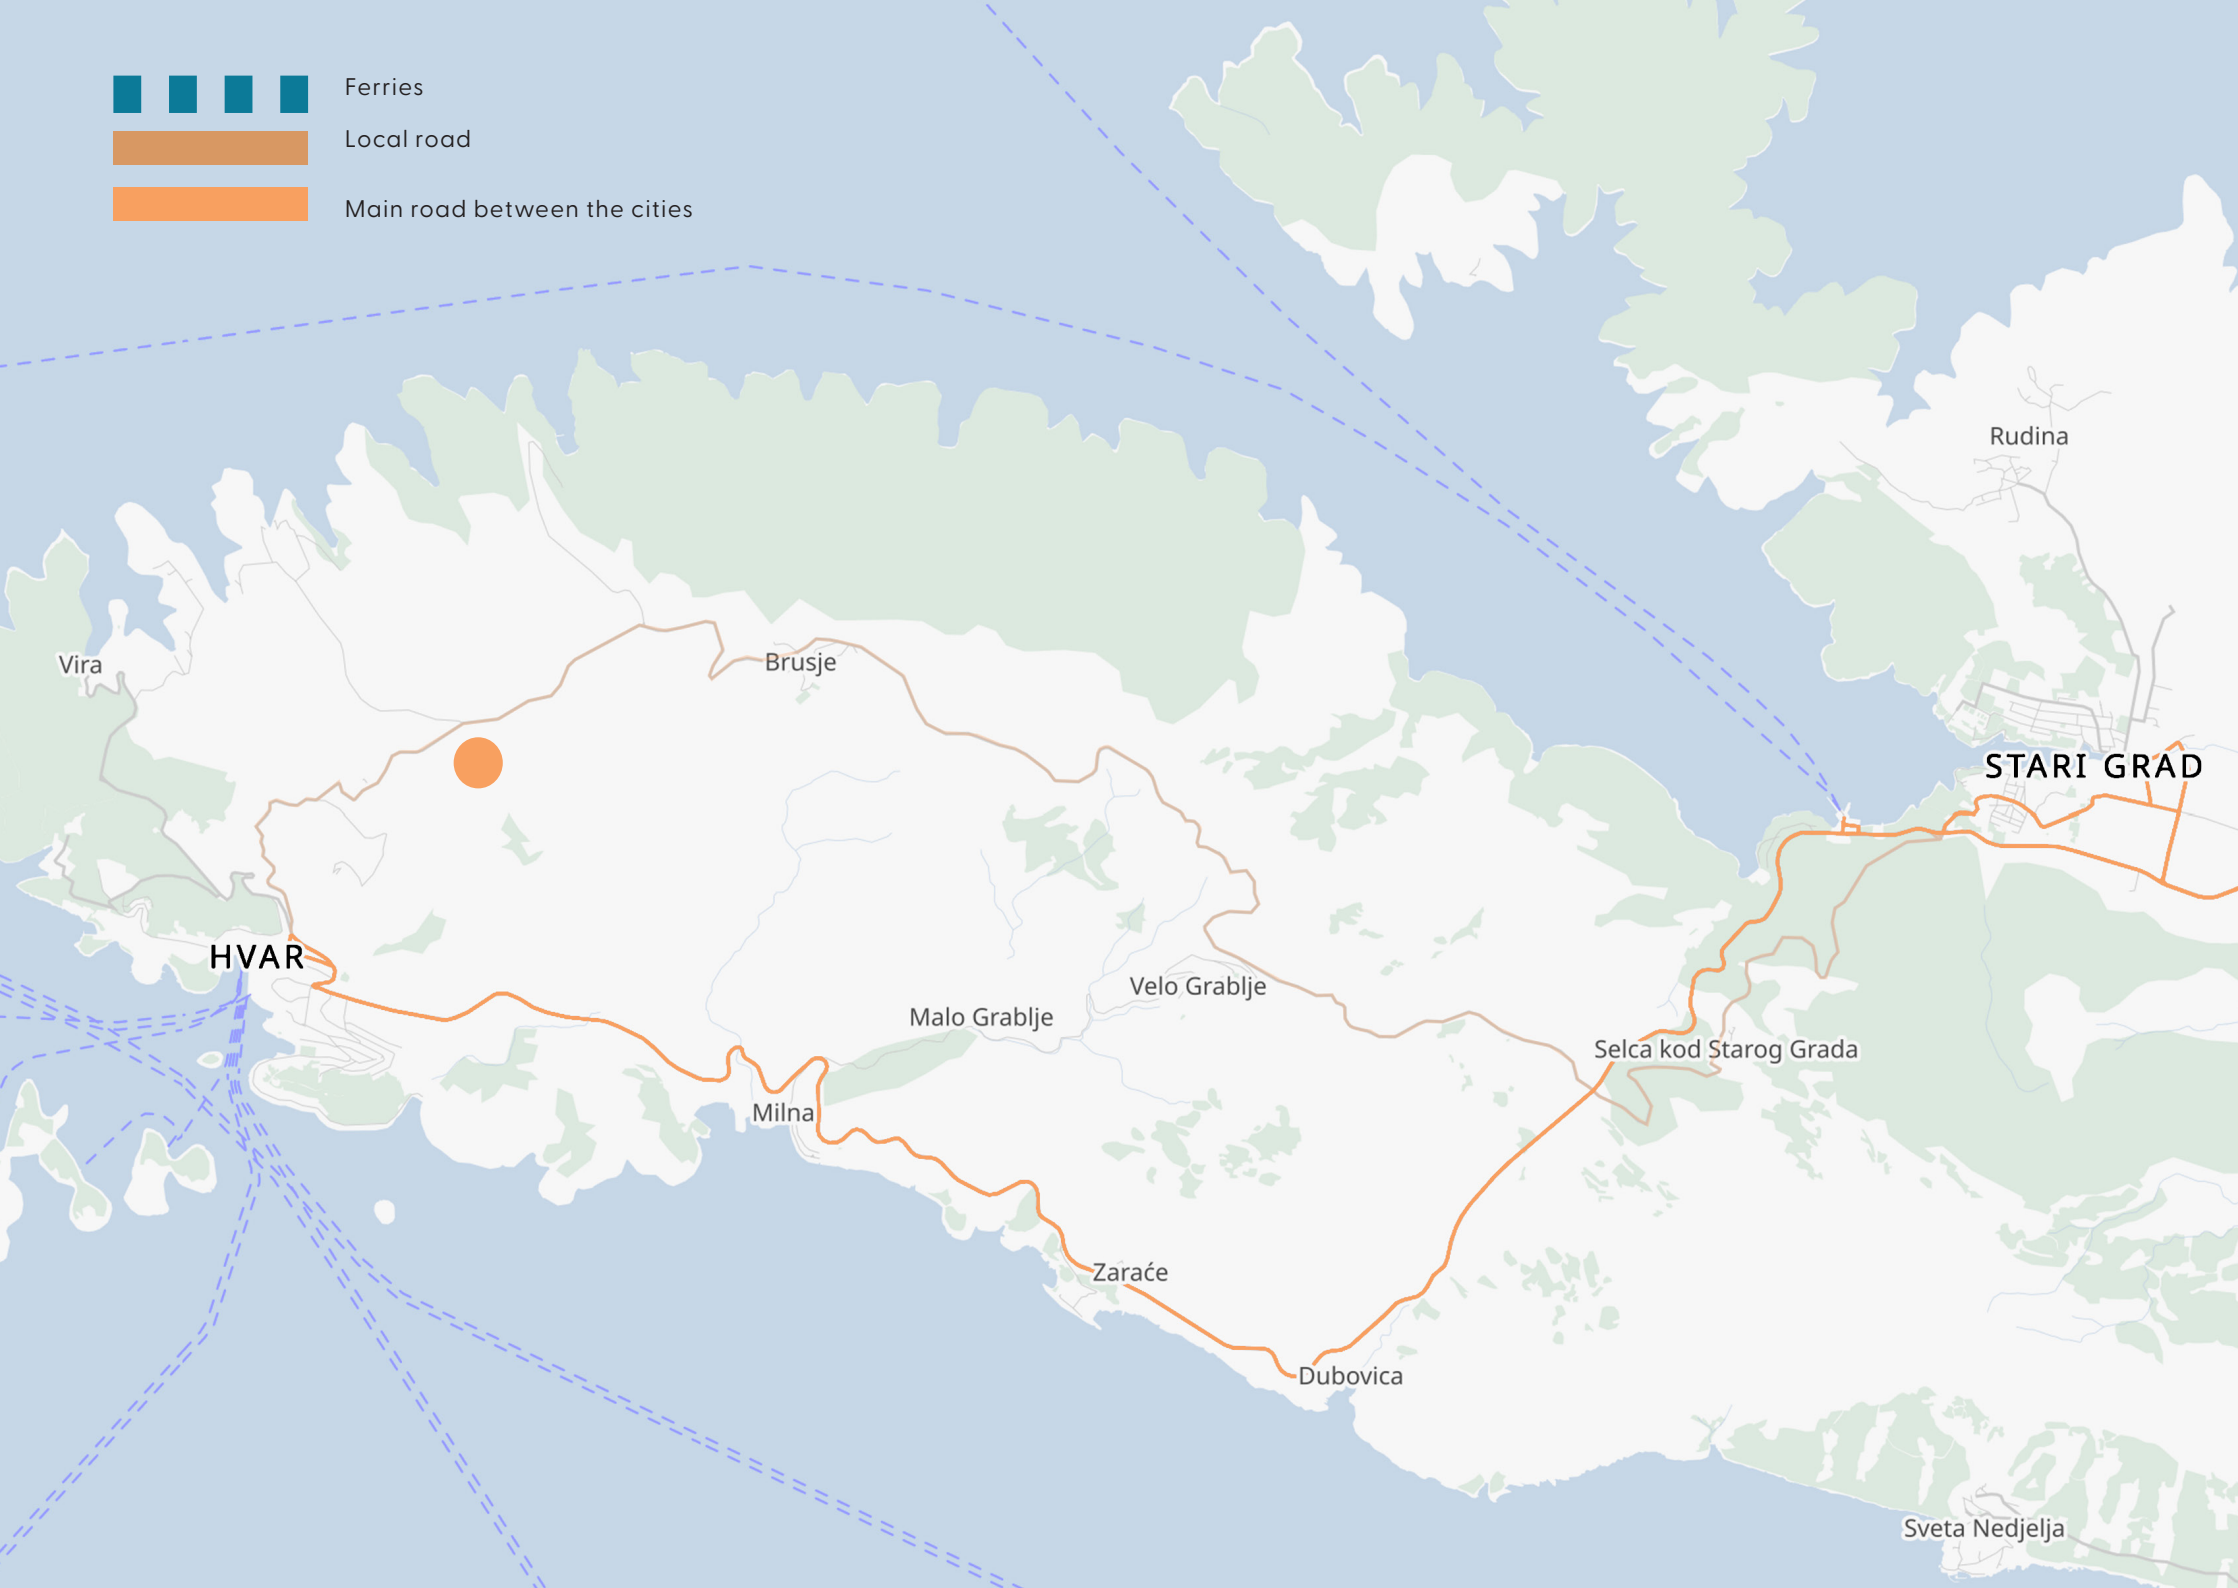 Ferries
Local road
Main road between the cities
Rudina
Vira
Brusje
STARI GRAD
HVAR
Velo Grablje
Malo Grablje
Selca kod Starog Grada
Milna
Zaraće
Dubovica
Sveta Nedjelja